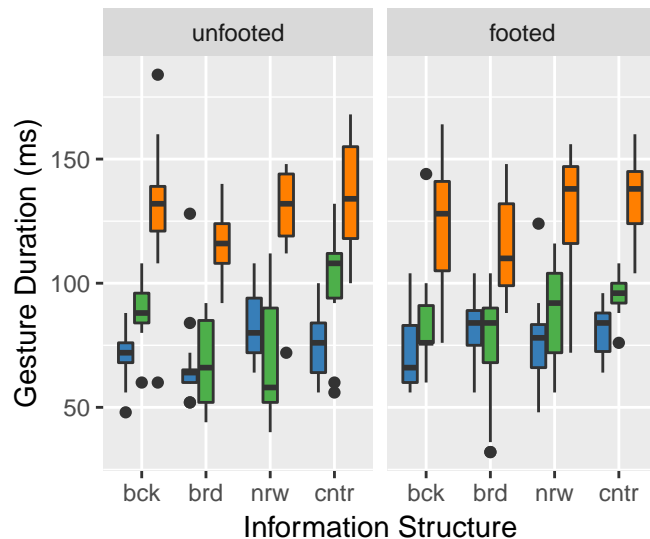 unfooted footed
Gesture Duration (ms)
150
100
50
bck brd nrw cntr bck brd nrw cntr
Information Structure